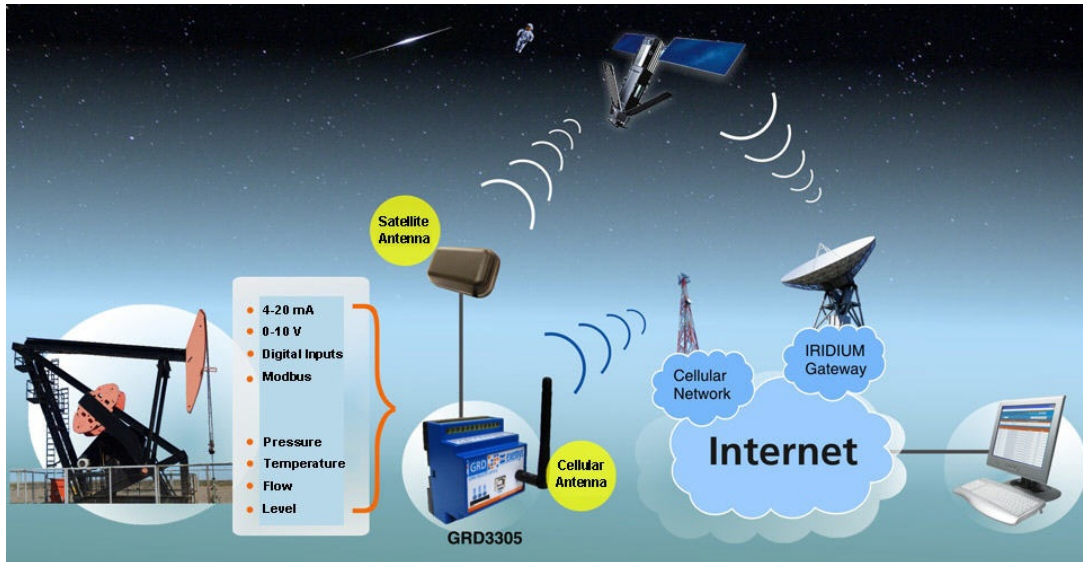 Satellite
Antenna
4-20 mA
0-10 V
Digital Inputs
Modbus
Pressure
Temperature
Flow
Level
GRD
Cellular
Antenna
GRD3305
Cellular
Network
IRIDIUM
Gateway
Internet